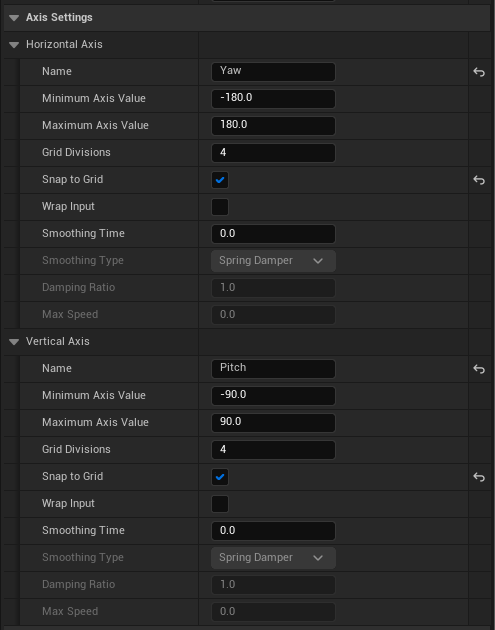 Axis Settings
Horizontal Axis
Name Yaw
Minimum Axis Value -180.0
Maximum Axis Value 180.0
Grid Divisions 4
Snap to Grid
Wrap Input
Smoothing Time 0.0
Smoothing Type Spring Damper
Damping Ratio 1.0
Max Speed 0.0
Vertical Axis
Name Pitch
Minimum Axis Value -90.0
Maximum Axis Value 90.0
Grid Divisions 4
Snap to Grid
Wrap Input
Smoothing Time 0.0
Smoothing Type Spring Damper
Damping Ratio 1.0
Max Speed 0.0